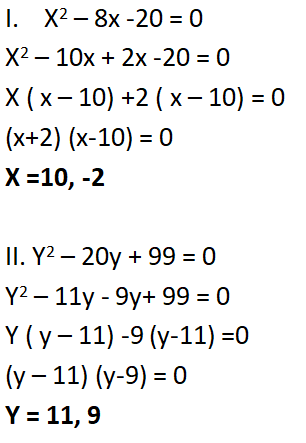 I. X² – 8x -20 = 0
X² – 10x + 2x -20 = 0
X ( x – 10) +2 ( x – 10) = 0
(x+2) (x-10) = 0
X =10, -2
II. Y² – 20y + 99 = 0
Y² – 11y - 9y+ 99 = 0
Y ( y – 11) -9 (y-11) =0
(y – 11) (y-9) = 0
Y = 11, 9